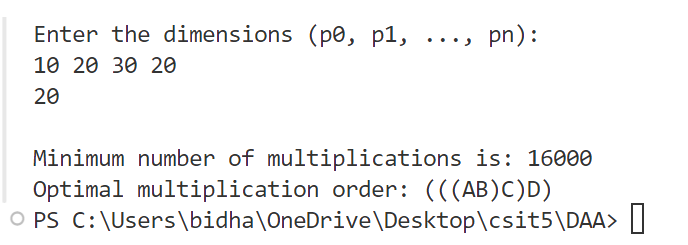 Enter the dimensions (p0, p1, ..., pn):
10 20 30 20
20
Minimum number of multiplications is: 16000
Optimal multiplication order: (((AB)C)D)
PS C:\Users\bidha\OneDrive\Desktop\csit5\DAA>